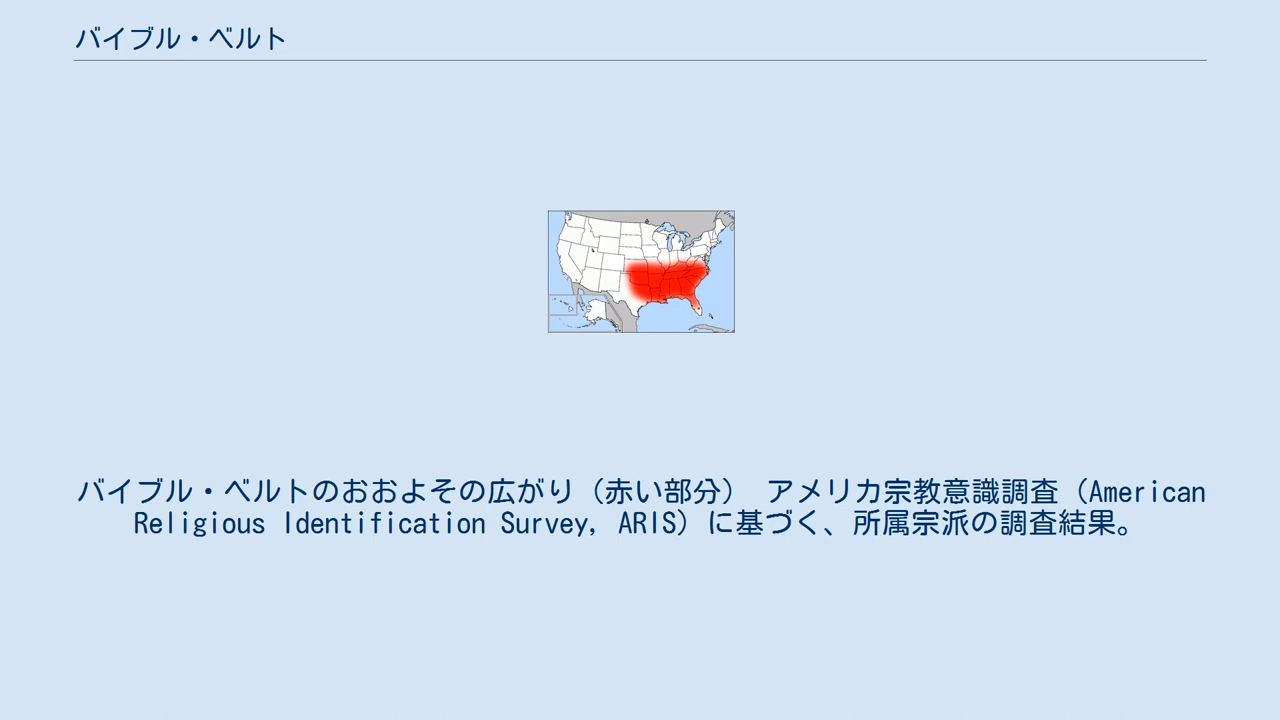 バイブル・ベルト
バイブル・ベルトのおおよその広がり（赤い部分） アメリカ宗教意識調査（American
Religious Identification Survey, ARIS）に基づく、所属宗派の調査結果。